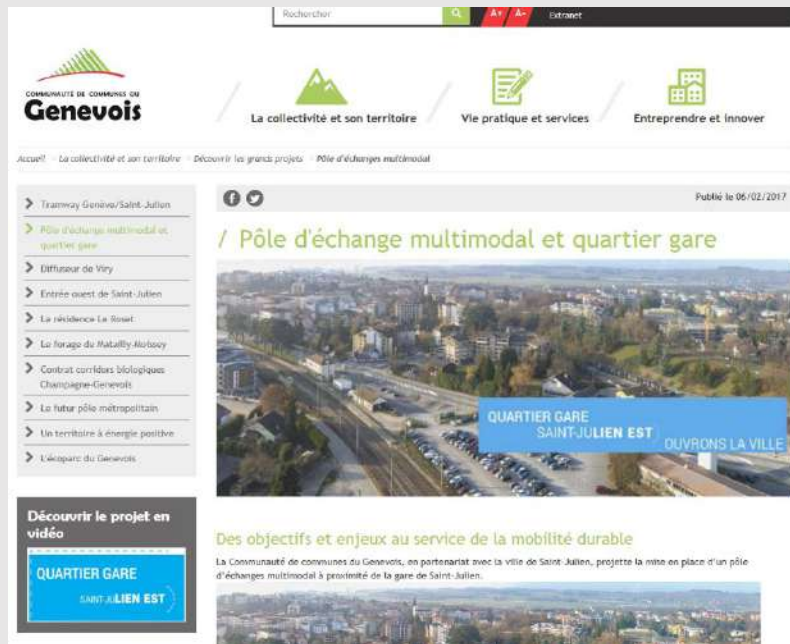 Rechercher
A+ A- Extranet
COMMUNAUTÉ DE COMMUNES DU
Genevois
La collectivité et son territoire
Vie pratique et services
Entreprendre et innover
Accueil La collectivité et son territoire Découvrir les grands projets Pôle d'échanges multimodal
Publié le 06/02/2017
Tramway Genève/Saint-Julien
Pôle d'échange multimodal et
quartier gare
Diffuseur de Viry
Entrée ouest de Saint-Julien
La résidence Le Roset
Le forage de Matailly-Moissey
Contrat corridors biologiques
Champagne-Genevois
Le futur pôle métropolitain
Un territoire à énergie positive
L'écoparc du Genevois
/ Pôle d'échange multimodal et quartier gare
QUARTIER GARE
SAINT-JULIEN EST
OUVRONS LA VILLE
Découvrir le projet en
vidéo
QUARTIER GARE
SAINT-JULIEN EST
Des objectifs et enjeux au service de la mobilité durable
La Communauté de communes du Genevois, en partenariat avec la ville de Saint-Julien, projette la mise en place d'un pôle
d'échanges multimodal à proximité de la gare de Saint-Julien.